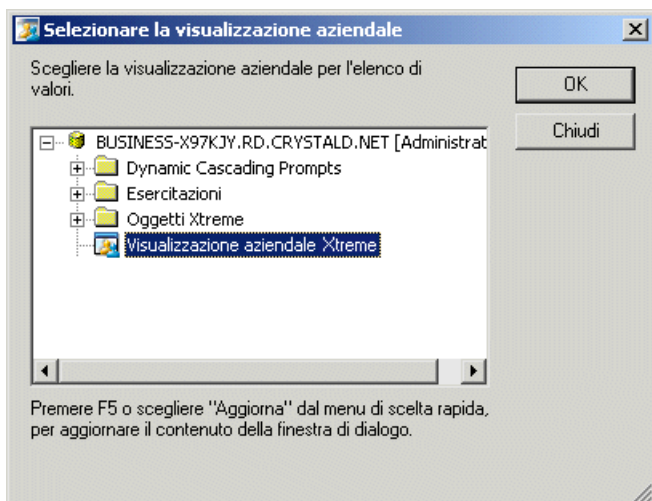 Selezionare la visualizzazione aziendale
Scegliere la visualizzazione aziendale per l'elenco di
valori.
OK
Chiudi
BUSINESS-X97KJY.RD.CRYSTALD.NET [Administrat
Dynamic Cascading Prompts
Esercitazioni
Oggetti Xtreme
Visualizzazione aziendale Xtreme
Premere F5 o scegliere "Aggiorna" dal menu di scelta rapida,
per aggiornare il contenuto della finestra di dialogo.